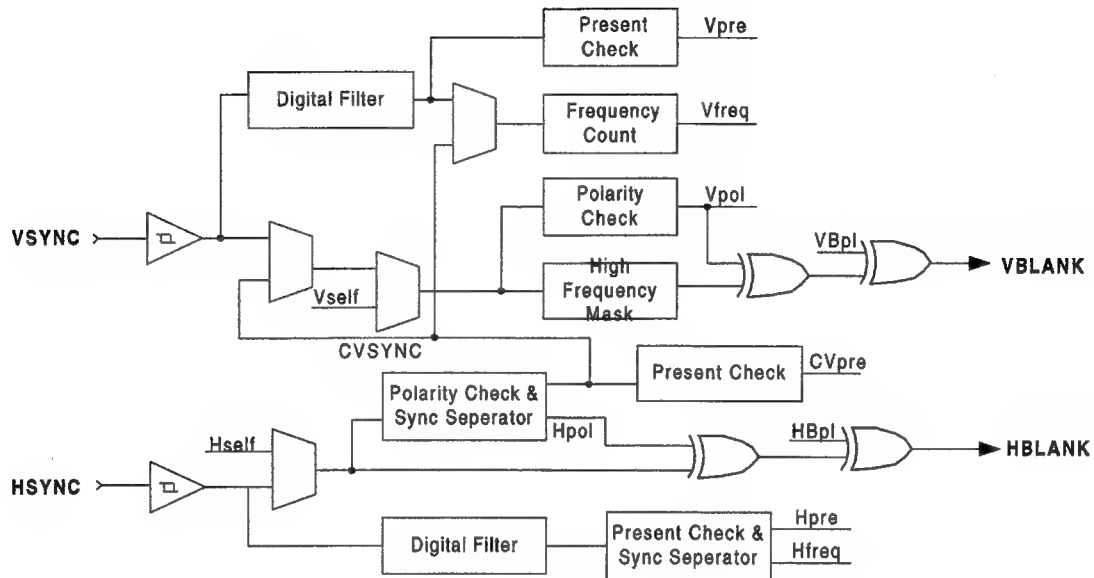 Present
Check
Vpre
Digital Filter
Frequency
Count
Vfreq
Polarity
Check
Vpol
VSYNC
VBpl
VBLANK
High
Frequency
Mask
Vself
CVSYNC
Present Check
CVpre
Polarity Check &
Sync Seperator
Hpol
Hself
HBpl
HBLANK
HSYNC
Digital Filter
Present Check &
Sync Seperator
Hpre
Hfreq